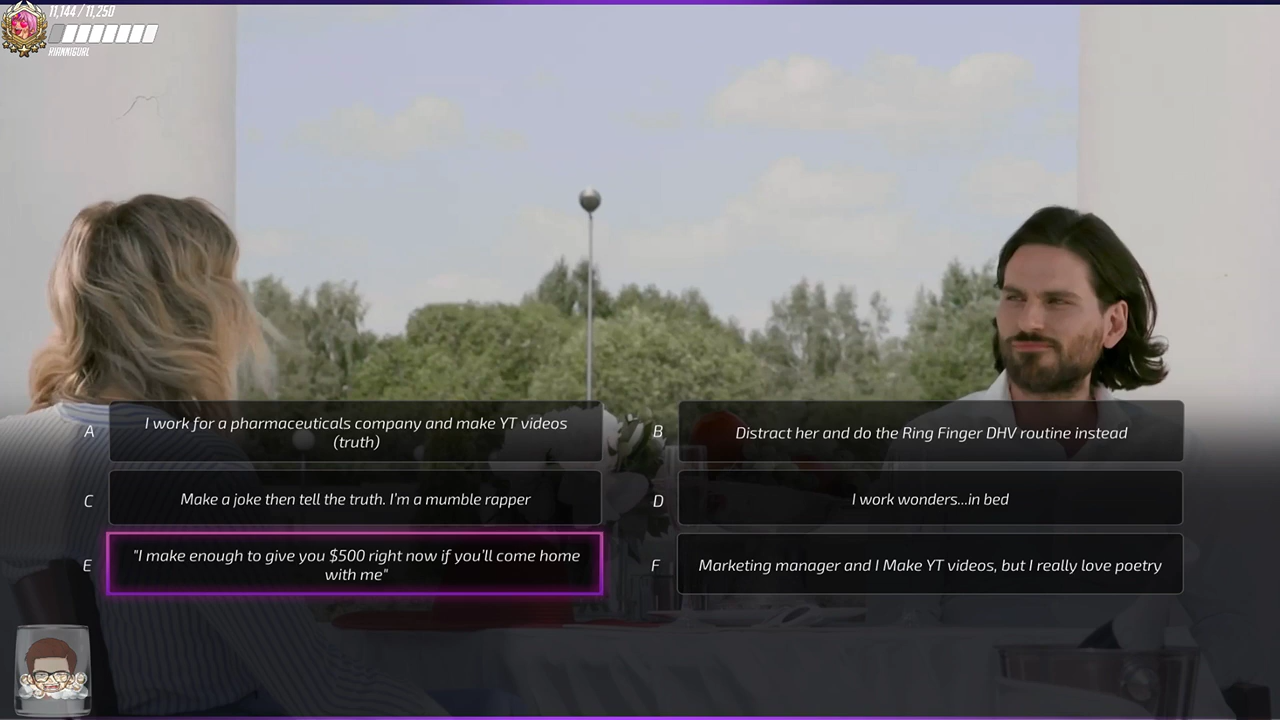 11,144 / 11,250
KIANNIGURL
A
I work for a pharmaceuticals company and make YT videos
(truth)
B
Distract her and do the Ring Finger DHV routine instead
C
Make a joke then tell the truth. I'm a mumble rapper
D
I work wonders...in bed
E
"I make enough to give you $500 right now if you'll come home
with me"
F
Marketing manager and I Make YT videos, but I really love poetry